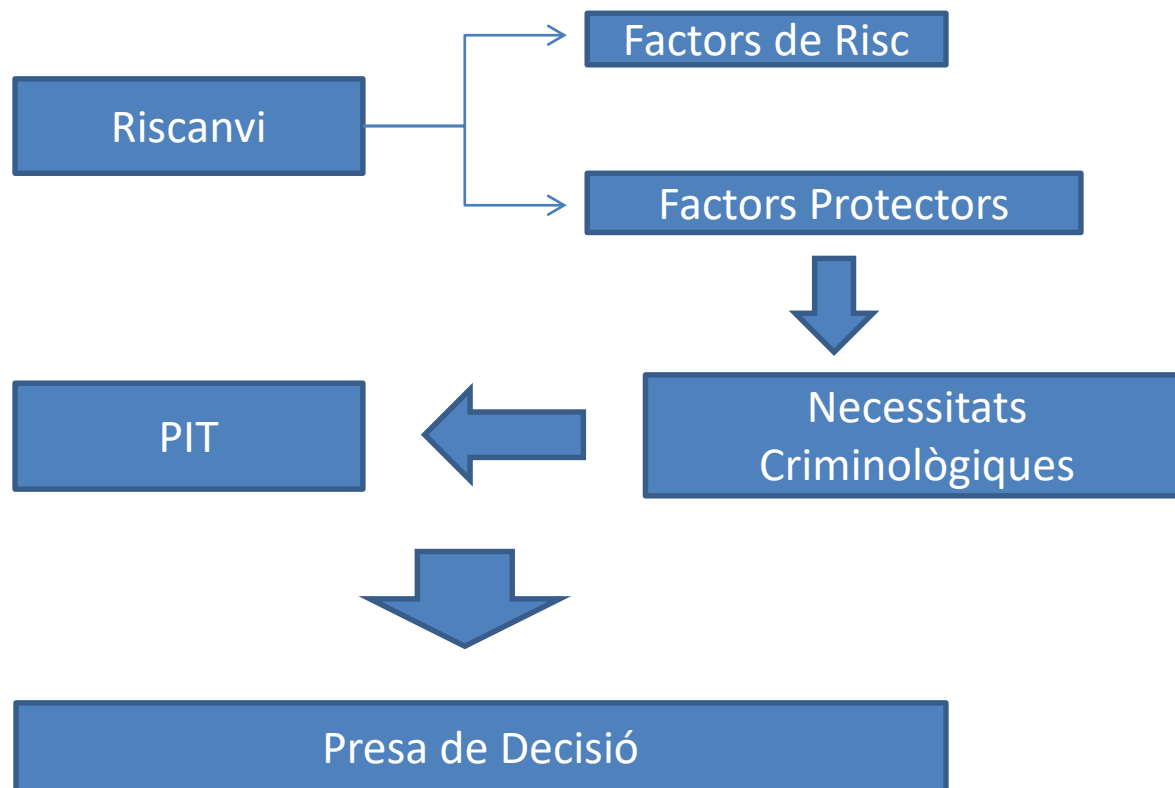 Factors de Risc
Riscanvi
Factors Protectors
Necessitats
Criminològiques
PIT
Presa de Decisió